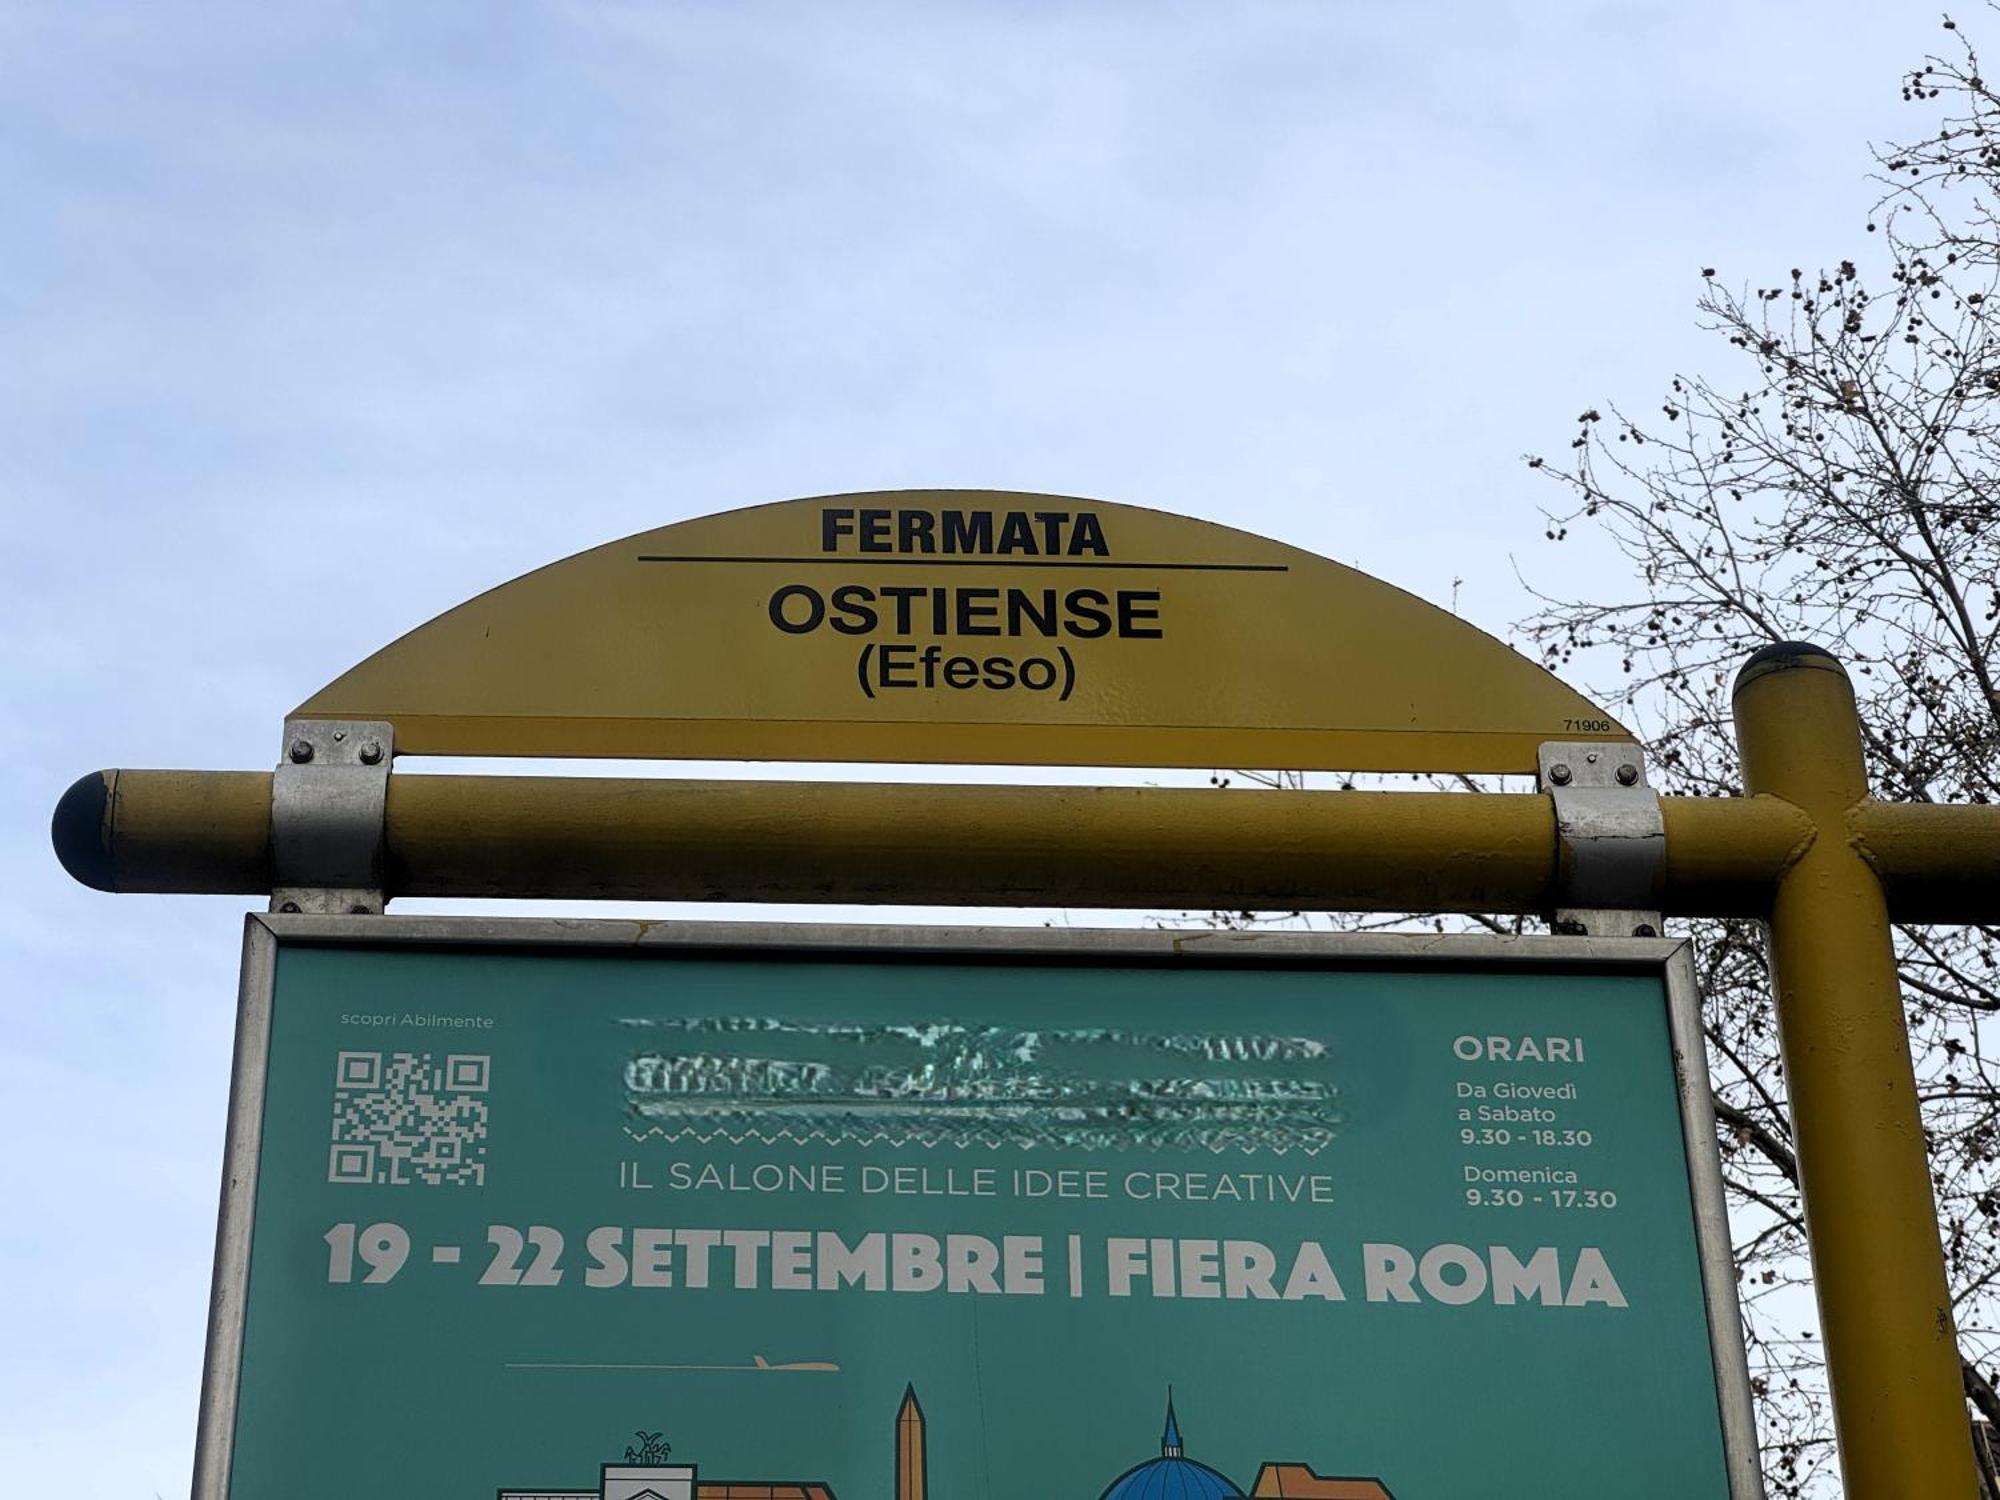 FERMATA
OSTIENSE
(Efeso)
71906
scopri Abilmente
IL SALONE DELLE IDEE CREATIVE
19 - 22 SETTEMBRE | FIERA ROMA
ORARI
Da Giovedì
a Sabato
9.30 - 18.30
Domenica
9.30 - 17.30